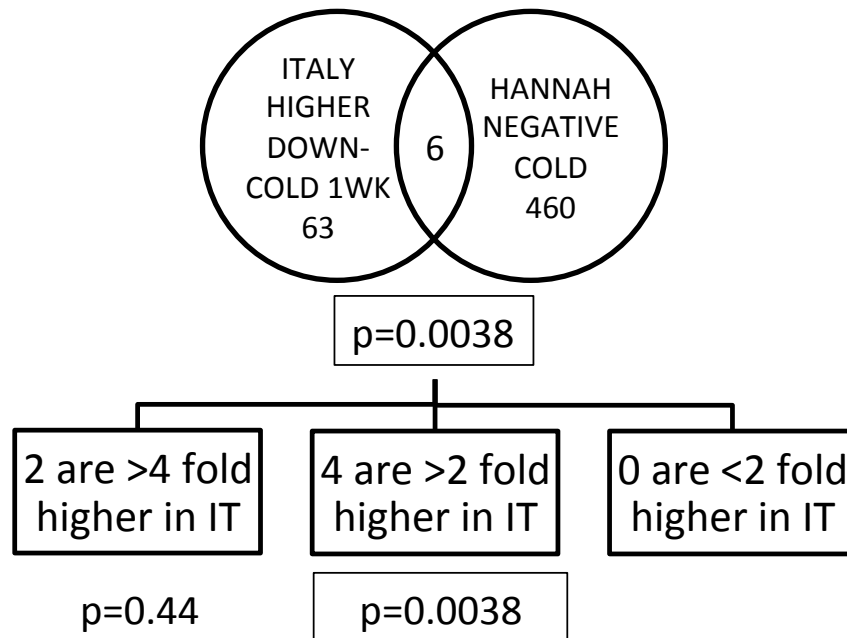 ITALY
HIGHER
DOWN-
COLD 1WK
63
6
HANNAH
NEGATIVE
COLD
460
p=0.0038
2 are >4 fold
higher in IT
4 are >2 fold
higher in IT
0 are <2 fold
higher in IT
p=0.44
p=0.0038